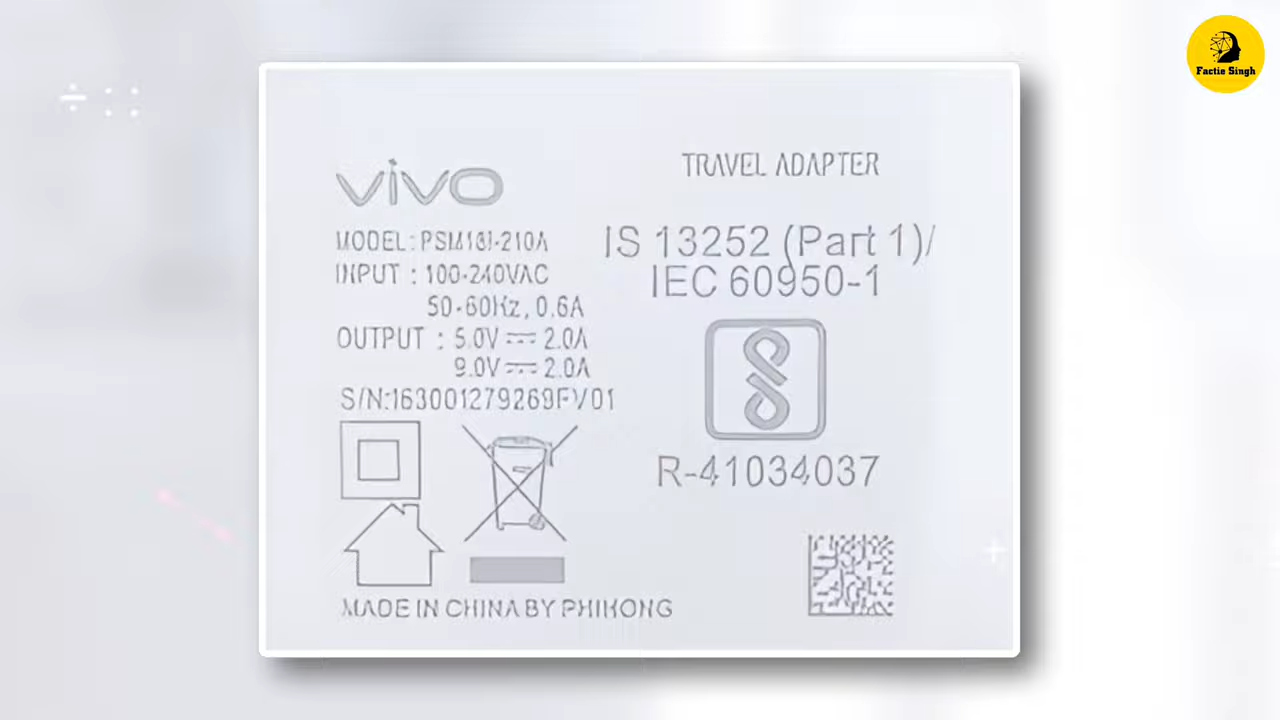 Factie Singh
vivo
TRAVEL ADAPTER
MODEL: PSM18I-210A
INPUT : 100-240VAC
50-60Hz, 0.6A
OUTPUT : 5.0V ⎓ 2.0A
9.0V ⎓ 2.0A
S/N:163001279269FV01
MADE IN CHINA BY PHIHONG
IS 13252 (Part 1)/
IEC 60950-1
R-41034037